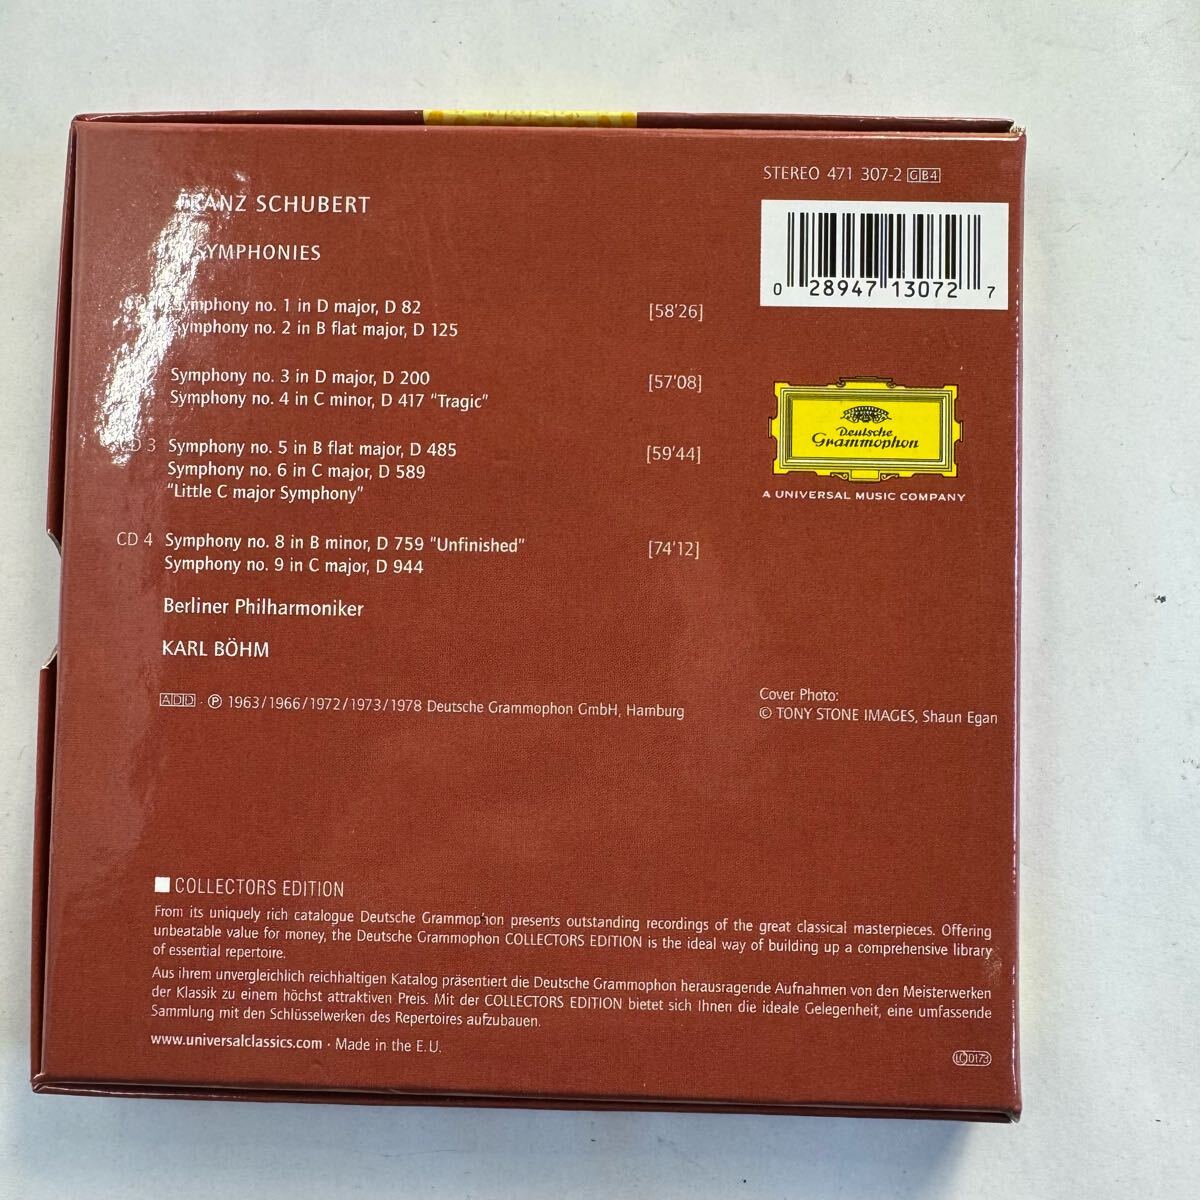 STEREO 471 307-2 GB4
FRANZ SCHUBERT
SYMPHONIES
0 28947 13072 7
Symphony no. 1 in D major, D 82 [58'26]
Symphony no. 2 in B flat major, D 125
Symphony no. 3 in D major, D 200 [57'08]
Symphony no. 4 in C minor, D 417 "Tragic"
CD 3 Symphony no. 5 in B flat major, D 485 [59'44]
Symphony no. 6 in C major, D 589
"Little C major Symphony"
CD 4 Symphony no. 8 in B minor, D 759 "Unfinished" [74'12]
Symphony no. 9 in C major, D 944
Deutsche
Grammophon
A UNIVERSAL MUSIC COMPANY
Berliner Philharmoniker
KARL BÖHM
ADD · ℗ 1963/1966/1972/1973/1978 Deutsche Grammophon GmbH, Hamburg
Cover Photo:
© TONY STONE IMAGES, Shaun Egan
COLLECTORS EDITION
From its uniquely rich catalogue Deutsche Grammophon presents outstanding recordings of the great classical masterpieces. Offering
unbeatable value for money, the Deutsche Grammophon COLLECTORS EDITION is the ideal way of building up a comprehensive library
of essential repertoire.
Aus ihrem unvergleichlich reichhaltigen Katalog präsentiert die Deutsche Grammophon herausragende Aufnahmen von den Meisterwerken
der Klassik zu einem höchst attraktiven Preis. Mit der COLLECTORS EDITION bietet sich Ihnen die ideale Gelegenheit, eine umfassende
Sammlung mit den Schlüsselwerken des Repertoires aufzubauen.
www.universalclassics.com · Made in the E.U.
LC 0173